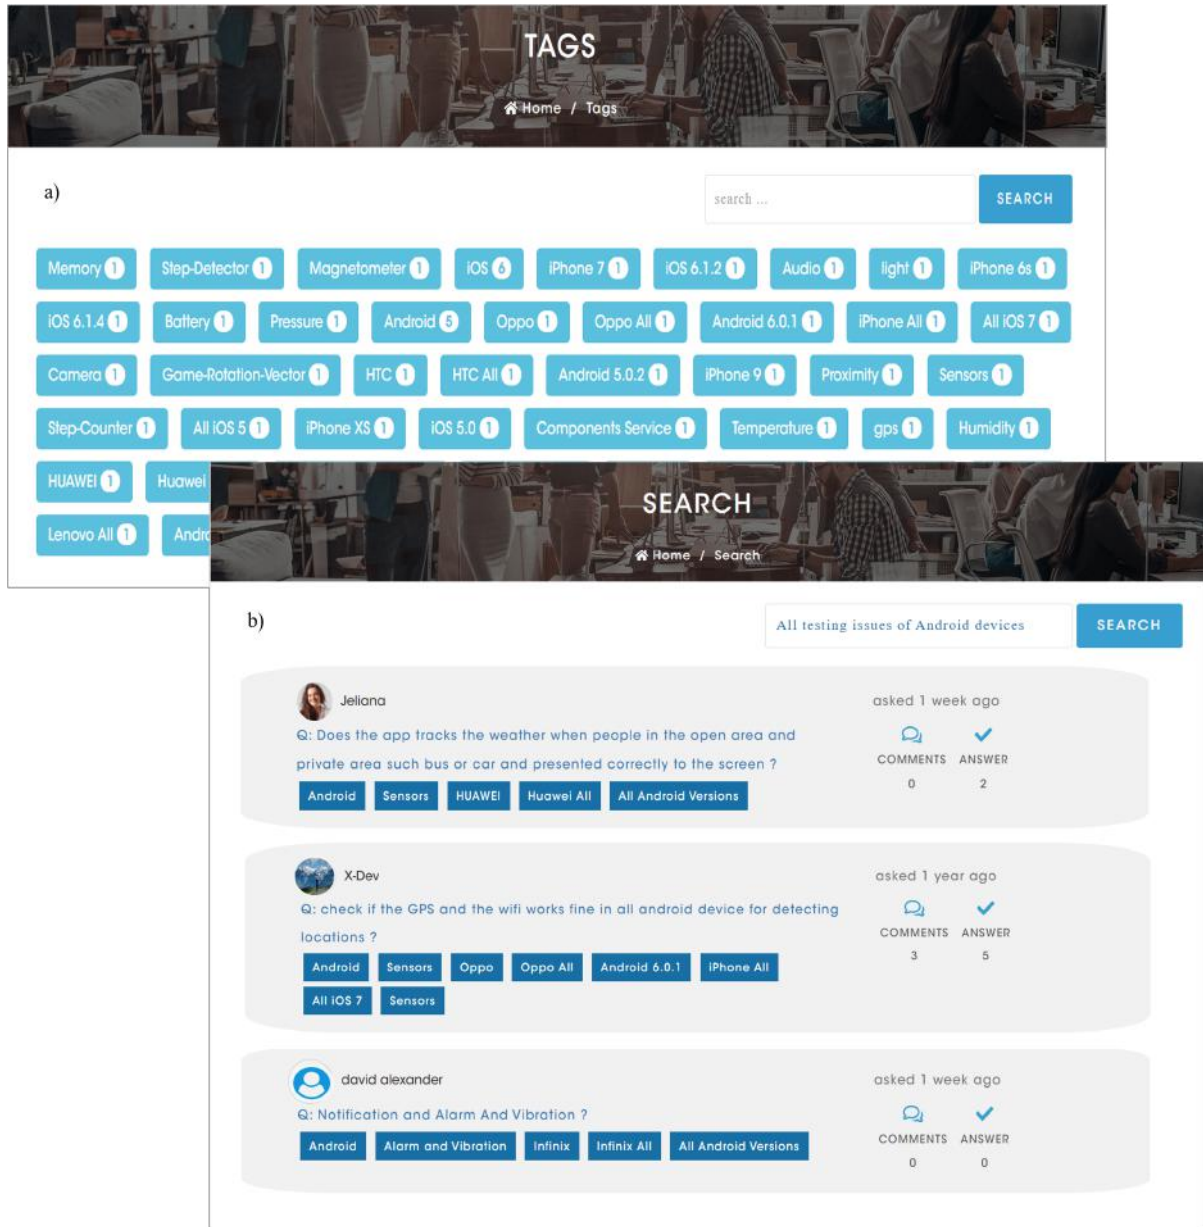 TAGS
Home / Tags
a)
search ...
SEARCH
Memory 1 Step-Detector 1 Magnetometer 1 iOS 6 iPhone 7 1 iOS 6.1.2 1 Audio 1 light 1 iPhone 6s 1
iOS 6.1.4 1 Battery 1 Pressure 1 Android 5 Oppo 1 Oppo All 1 Android 6.0.1 1 iPhone All 1 All iOS 7 1
Camera 1 Game-Rotation-Vector 1 HTC 1 HTC All 1 Android 5.0.2 1 iPhone 9 1 Proximity 1 Sensors 1
Step-Counter 1 All iOS 5 1 iPhone XS 1 iOS 5.0 1 Components Service 1 Temperature 1 gps 1 Humidity 1
HUAWEI 1 Huawei
Lenovo All 1
SEARCH
Home / Search
b)
All testing issues of Android devices
SEARCH
Jeliana
asked 1 week ago
Q: Does the app tracks the weather when people in the open area and
private area such bus or car and presented correctly to the screen ?
COMMENTS ANSWER
0 2
Android Sensors HUAWEI Huawei All All Android Versions
X-Dev
asked 1 year ago
Q: check if the GPS and the wifi works fine in all android device for detecting
locations ?
COMMENTS ANSWER
3 5
Android Sensors Oppo Oppo All Android 6.0.1 iPhone All
All iOS 7 Sensors
david alexander
asked 1 week ago
Q: Notification and Alarm And Vibration ?
COMMENTS ANSWER
0 0
Android Alarm and Vibration Infinix Infinix All All Android Versions